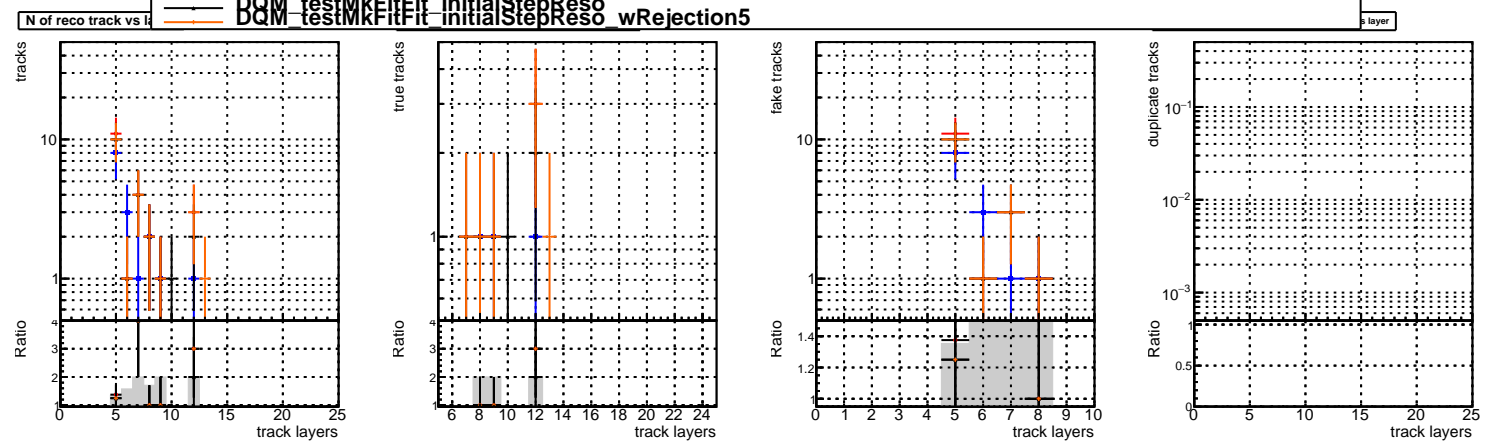 DQM_testMkFitFit_initialStepReso
DQM_testMkFitFit_initialStepReso_wRejection5
N of reco track vs la
s layer
tracks
10
1
Ratio
4
3
2
1
0 5 10 15 20 25
track layers
true tracks
1
Ratio
4
3
2
1
6 8 10 12 14 16 18 20 22 24
track layers
fake tracks
10
1
Ratio
1.4
1.2
1
0 1 2 3 4 5 6 7 8 9 10
track layers
duplicate tracks
10⁻¹
10⁻²
10⁻³
Ratio
1
0.5
0
0 5 10 15 20 25
track layers